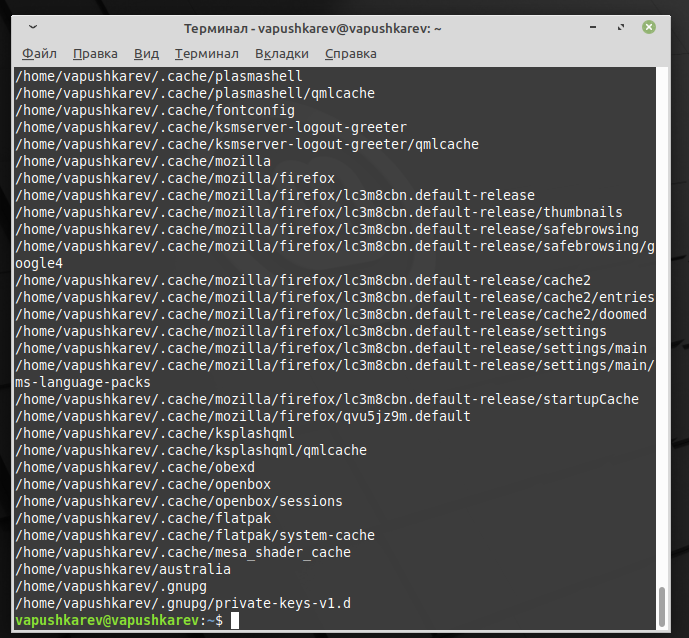 Терминал - vapushkarev@vapushkarev: ~
Файл Правка Вид Терминал Вкладки Справка
/home/vapushkarev/.cache/plasmashell
/home/vapushkarev/.cache/plasmashell/qmlcache
/home/vapushkarev/.cache/fontconfig
/home/vapushkarev/.cache/ksmserver-logout-greeter
/home/vapushkarev/.cache/ksmserver-logout-greeter/qmlcache
/home/vapushkarev/.cache/mozilla
/home/vapushkarev/.cache/mozilla/firefox
/home/vapushkarev/.cache/mozilla/firefox/lc3m8cbn.default-release
/home/vapushkarev/.cache/mozilla/firefox/lc3m8cbn.default-release/thumbnails
/home/vapushkarev/.cache/mozilla/firefox/lc3m8cbn.default-release/safebrowsing
/home/vapushkarev/.cache/mozilla/firefox/lc3m8cbn.default-release/safebrowsing/g
oogle4
/home/vapushkarev/.cache/mozilla/firefox/lc3m8cbn.default-release/cache2
/home/vapushkarev/.cache/mozilla/firefox/lc3m8cbn.default-release/cache2/entries
/home/vapushkarev/.cache/mozilla/firefox/lc3m8cbn.default-release/cache2/doomed
/home/vapushkarev/.cache/mozilla/firefox/lc3m8cbn.default-release/settings
/home/vapushkarev/.cache/mozilla/firefox/lc3m8cbn.default-release/settings/main
/home/vapushkarev/.cache/mozilla/firefox/lc3m8cbn.default-release/settings/main/
ms-language-packs
/home/vapushkarev/.cache/mozilla/firefox/lc3m8cbn.default-release/startupCache
/home/vapushkarev/.cache/mozilla/firefox/qvu5jz9m.default
/home/vapushkarev/.cache/ksplashqml
/home/vapushkarev/.cache/ksplashqml/qmlcache
/home/vapushkarev/.cache/obexd
/home/vapushkarev/.cache/openbox
/home/vapushkarev/.cache/openbox/sessions
/home/vapushkarev/.cache/flatpak
/home/vapushkarev/.cache/flatpak/system-cache
/home/vapushkarev/.cache/mesa_shader_cache
/home/vapushkarev/australia
/home/vapushkarev/.gnupg
/home/vapushkarev/.gnupg/private-keys-v1.d
vapushkarev@vapushkarev:~$